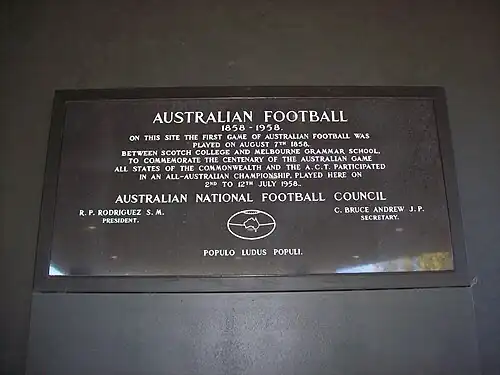 AUSTRALIAN FOOTBALL
1858 - 1958.
ON THIS SITE THE FIRST GAME OF AUSTRALIAN FOOTBALL WAS
PLAYED ON AUGUST 7TH 1858,
BETWEEN SCOTCH COLLEGE AND MELBOURNE GRAMMAR SCHOOL,
TO COMMEMORATE THE CENTENARY OF THE AUSTRALIAN GAME
ALL STATES OF THE COMMONWEALTH AND THE A.C.T. PARTICIPATED
IN AN ALL-AUSTRALIAN CHAMPIONSHIP, PLAYED HERE ON
2ND TO 12TH JULY 1958.
AUSTRALIAN NATIONAL FOOTBALL COUNCIL
R. P. RODRIGUEZ S. M.
PRESIDENT.
C. BRUCE ANDREW J. P.
SECRETARY.
POPULO LUDUS POPULI.